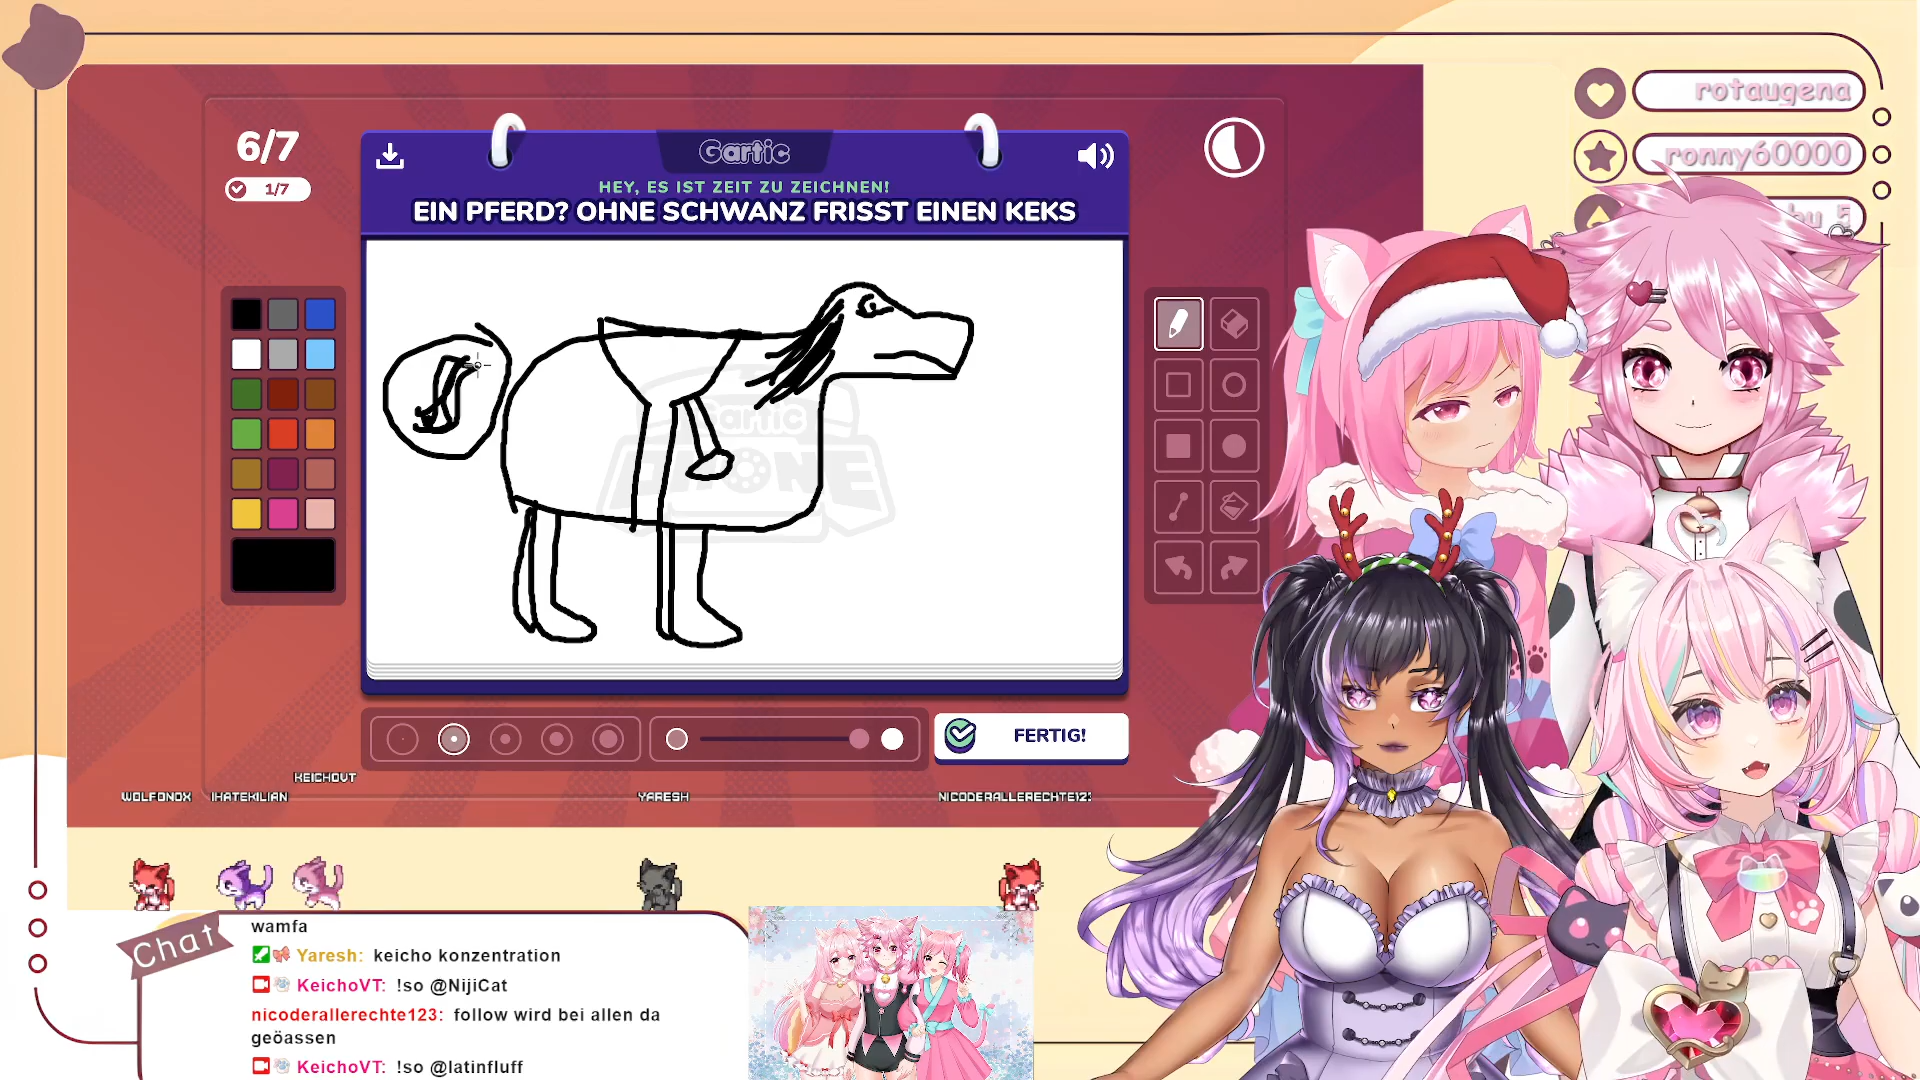 rotaugena
6/7
Gartic
ronny60000
1/7
HEY, ES IST ZEIT ZU ZEICHNEN!
EIN PFERD? OHNE SCHWANZ FRISST EINEN KEKS
Gartic
FERTIG!
KEICHOVT
WOLFONOX
IHATEKILIAN
YARESH
NICODERALLERECHTE123
Chat
wamfa
Yaresh: keicho konzentration
KeichoVT: !so @NijiCat
nicoderallerechte123: follow wird bei allen da
geöassen
KeichoVT: !so @latinfluff